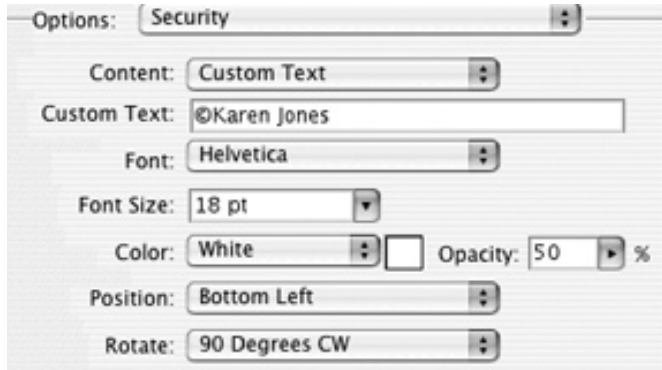 Options: Security
Content: Custom Text
Custom Text: ©Karen Jones
Font: Helvetica
Font Size: 18 pt
Color: White Opacity: 50 %
Position: Bottom Left
Rotate: 90 Degrees CW